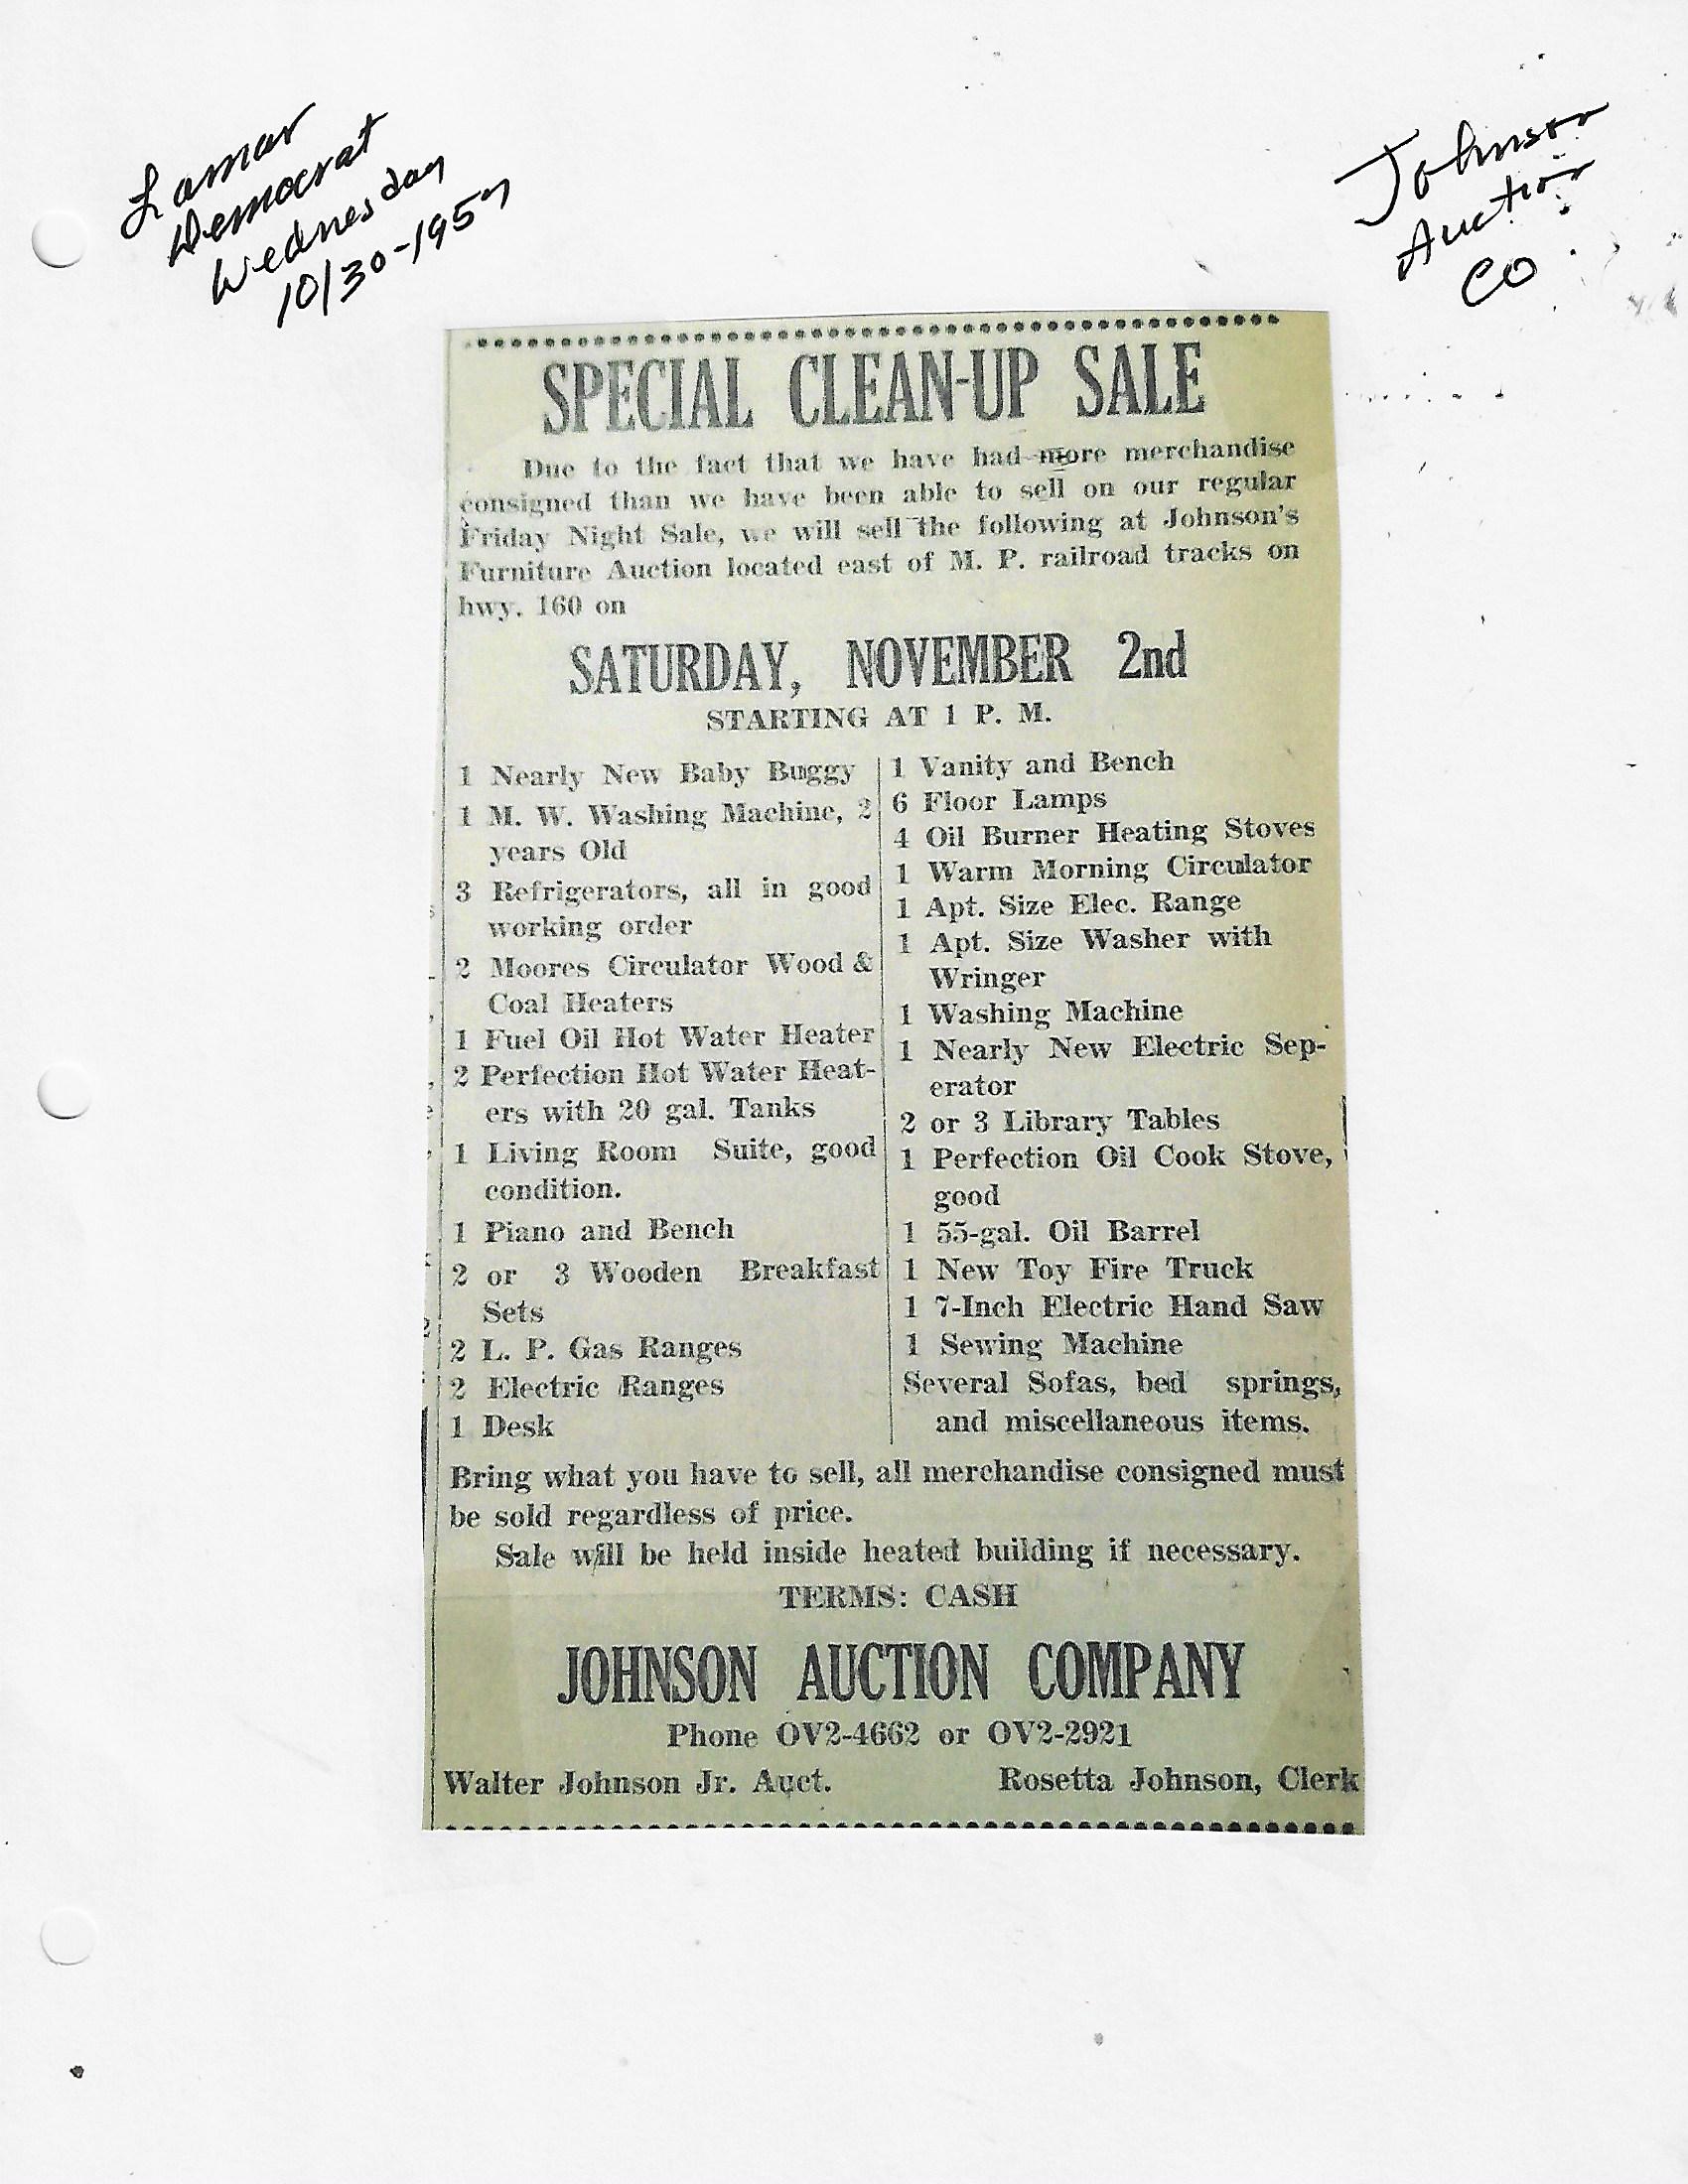 Lamar
Democrat
Wednesday
10/30-1957
Johnson
Auction
CO
SPECIAL CLEAN-UP SALE
Due to the fact that we have had more merchandise
consigned than we have been able to sell on our regular
Friday Night Sale, we will sell the following at Johnson's
Furniture Auction located east of M. P. railroad tracks on
hwy. 160 on
SATURDAY, NOVEMBER 2nd
STARTING AT 1 P. M.
1 Nearly New Baby Buggy
1 M. W. Washing Machine, 2
years Old
3 Refrigerators, all in good
working order
2 Moores Circulator Wood &
Coal Heaters
1 Fuel Oil Hot Water Heater
2 Perfection Hot Water Heat-
ers with 20 gal. Tanks
1 Living Room Suite, good
condition.
1 Piano and Bench
2 or 3 Wooden Breakfast
Sets
2 L. P. Gas Ranges
2 Electric Ranges
1 Desk
1 Vanity and Bench
6 Floor Lamps
4 Oil Burner Heating Stoves
1 Warm Morning Circulator
1 Apt. Size Elec. Range
1 Apt. Size Washer with
Wringer
1 Washing Machine
1 Nearly New Electric Sep-
erator
2 or 3 Library Tables
1 Perfection Oil Cook Stove,
good
1 55-gal. Oil Barrel
1 New Toy Fire Truck
1 7-Inch Electric Hand Saw
1 Sewing Machine
Several Sofas, bed springs,
and miscellaneous items.
Bring what you have to sell, all merchandise consigned must
be sold regardless of price.
Sale will be held inside heated building if necessary.
TERMS: CASH
JOHNSON AUCTION COMPANY
Phone OV2-4662 or OV2-2921
Walter Johnson Jr. Auct. Rosetta Johnson, Clerk